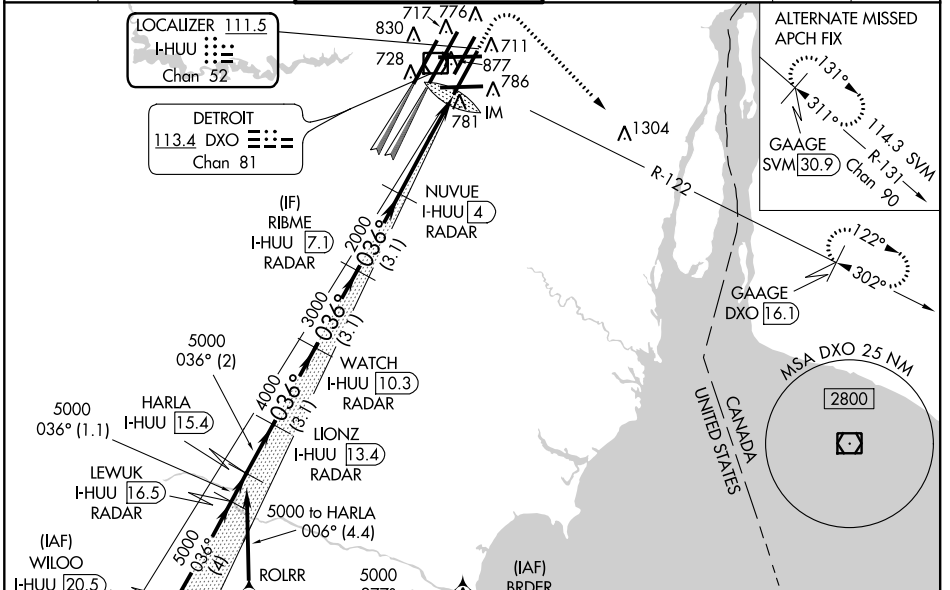 LOCALIZER 111.5
I-HUU
Chan 52
DETROIT
113.4 DXO
Chan 81
830
717
776
711
728
877
786
781
IM
1304
ALTERNATE MISSED
APCH FIX
131°
311°
GAAGE
SVM 30.9
114.3 SVM
Chan 90
R-131
R-122
122°
302°
GAAGE
DXO 16.1
NUVUE
I-HUU 4
RADAR
(IF)
RIBME
I-HUU 7.1
RADAR
2000
036°
(3.1)
3000
036°
(3.1)
WATCH
I-HUU 10.3
RADAR
4000
036°
(3.1)
LIONZ
I-HUU 13.4
RADAR
5000
036° (2)
HARLA
I-HUU 15.4
5000
036° (1.1)
LEWUK
I-HUU 16.5
RADAR
5000 to HARLA
006° (4.4)
5000
036°
(4)
(IAF)
WILOO
I-HUU 20.5
ROLRR
5000
(IAF)
BRDER
CANADA
UNITED STATES
MSA DXO 25 NM
2800